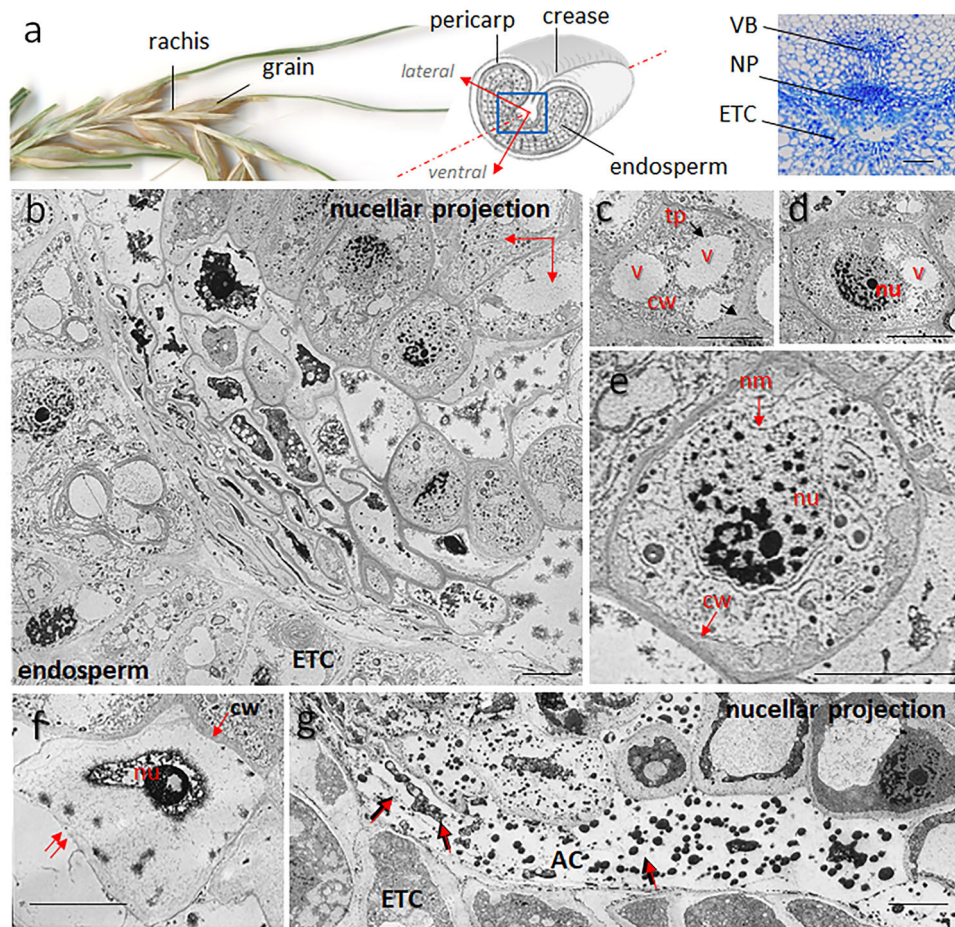 a
rachis
grain
pericarp
crease
lateral
ventral
endosperm
VB
NP
ETC
b
nucellar projection
endosperm
ETC
c
tp
v
v
cw
d
nu
v
e
nm
nu
cw
f
cw
nu
g
nucellar projection
AC
ETC